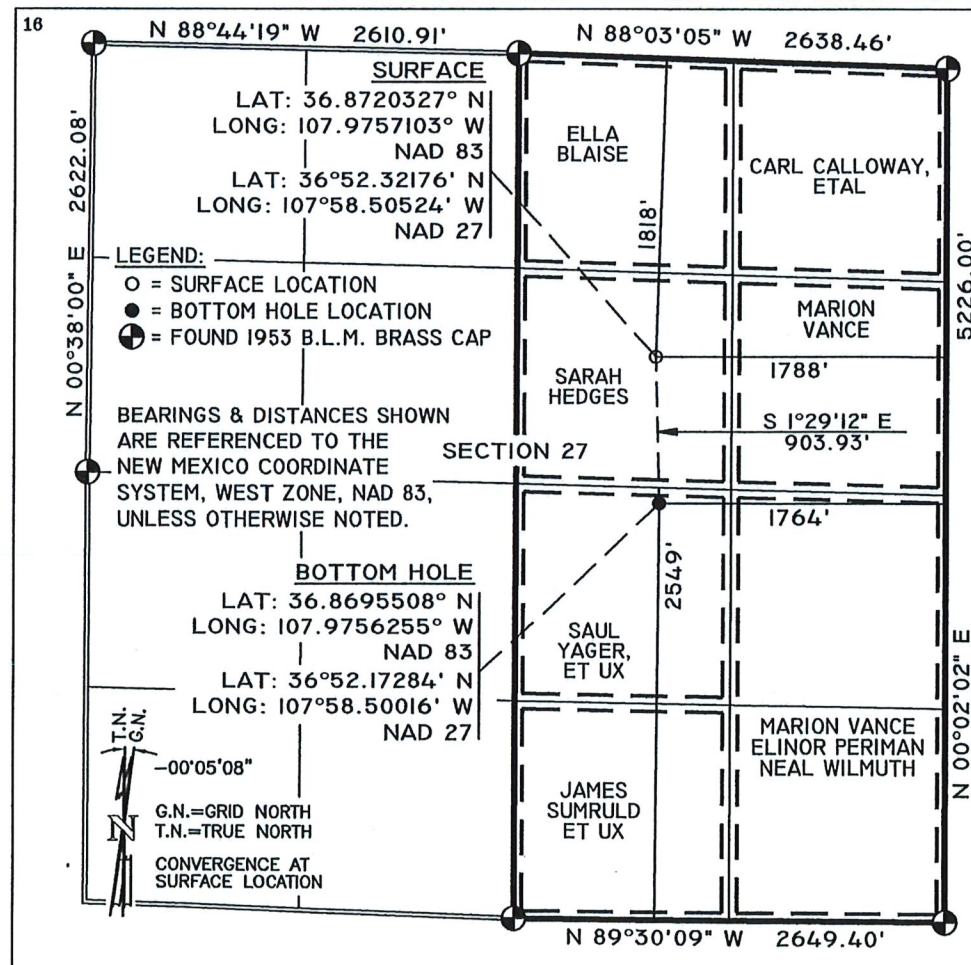 16
N 88°44'19" W 2610.91'
N 88°03'05" W 2638.46'
SURFACE
LAT: 36.8720327° N
LONG: 107.9757103° W
NAD 83
LAT: 36°52.32176' N
LONG: 107°58.50524' W
NAD 27
ELLA
BLAISE
CARL CALLOWAY,
ETAL
1818'
N 00°38'00" E 2622.08'
5226.00'
N 00°02'02" E
LEGEND:
= SURFACE LOCATION
= BOTTOM HOLE LOCATION
= FOUND 1953 B.L.M. BRASS CAP
MARION
VANCE
SARAH
HEDGES
1788'
S 1°29'12" E
903.93'
BEARINGS & DISTANCES SHOWN
ARE REFERENCED TO THE
NEW MEXICO COORDINATE
SYSTEM, WEST ZONE, NAD 83,
UNLESS OTHERWISE NOTED.
SECTION 27
1764'
2549'
BOTTOM HOLE
LAT: 36.8695508° N
LONG: 107.9756255° W
NAD 83
LAT: 36°52.17284' N
LONG: 107°58.50016' W
NAD 27
SAUL
YAGER,
ET UX
MARION VANCE
ELINOR PERIMAN
NEAL WILMUTH
JAMES
SUMRULD
ET UX
T.N.
G.N.
-00°05'08"
N
G.N.=GRID NORTH
T.N.=TRUE NORTH
CONVERGENCE AT
SURFACE LOCATION
N 89°30'09" W 2649.40'